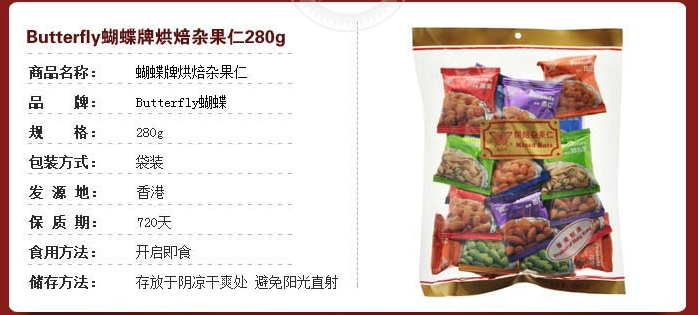 Butterfly蝴蝶牌烘焙杂果仁280g
商品名称： 蝴蝶牌烘焙杂果仁
品 牌： Butterfly蝴蝶
规 格： 280g
包装方式： 袋装
发 源 地： 香港
保 质 期： 720天
食用方法： 开启即食
储存方法： 存放于阴凉干爽处 避免阳光直射
烘焙杂果仁
Mixed Nuts